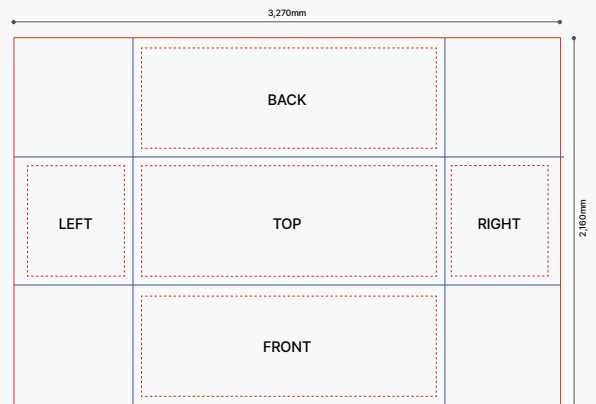 3,270mm
BACK
LEFT
TOP
RIGHT
2,160mm
FRONT